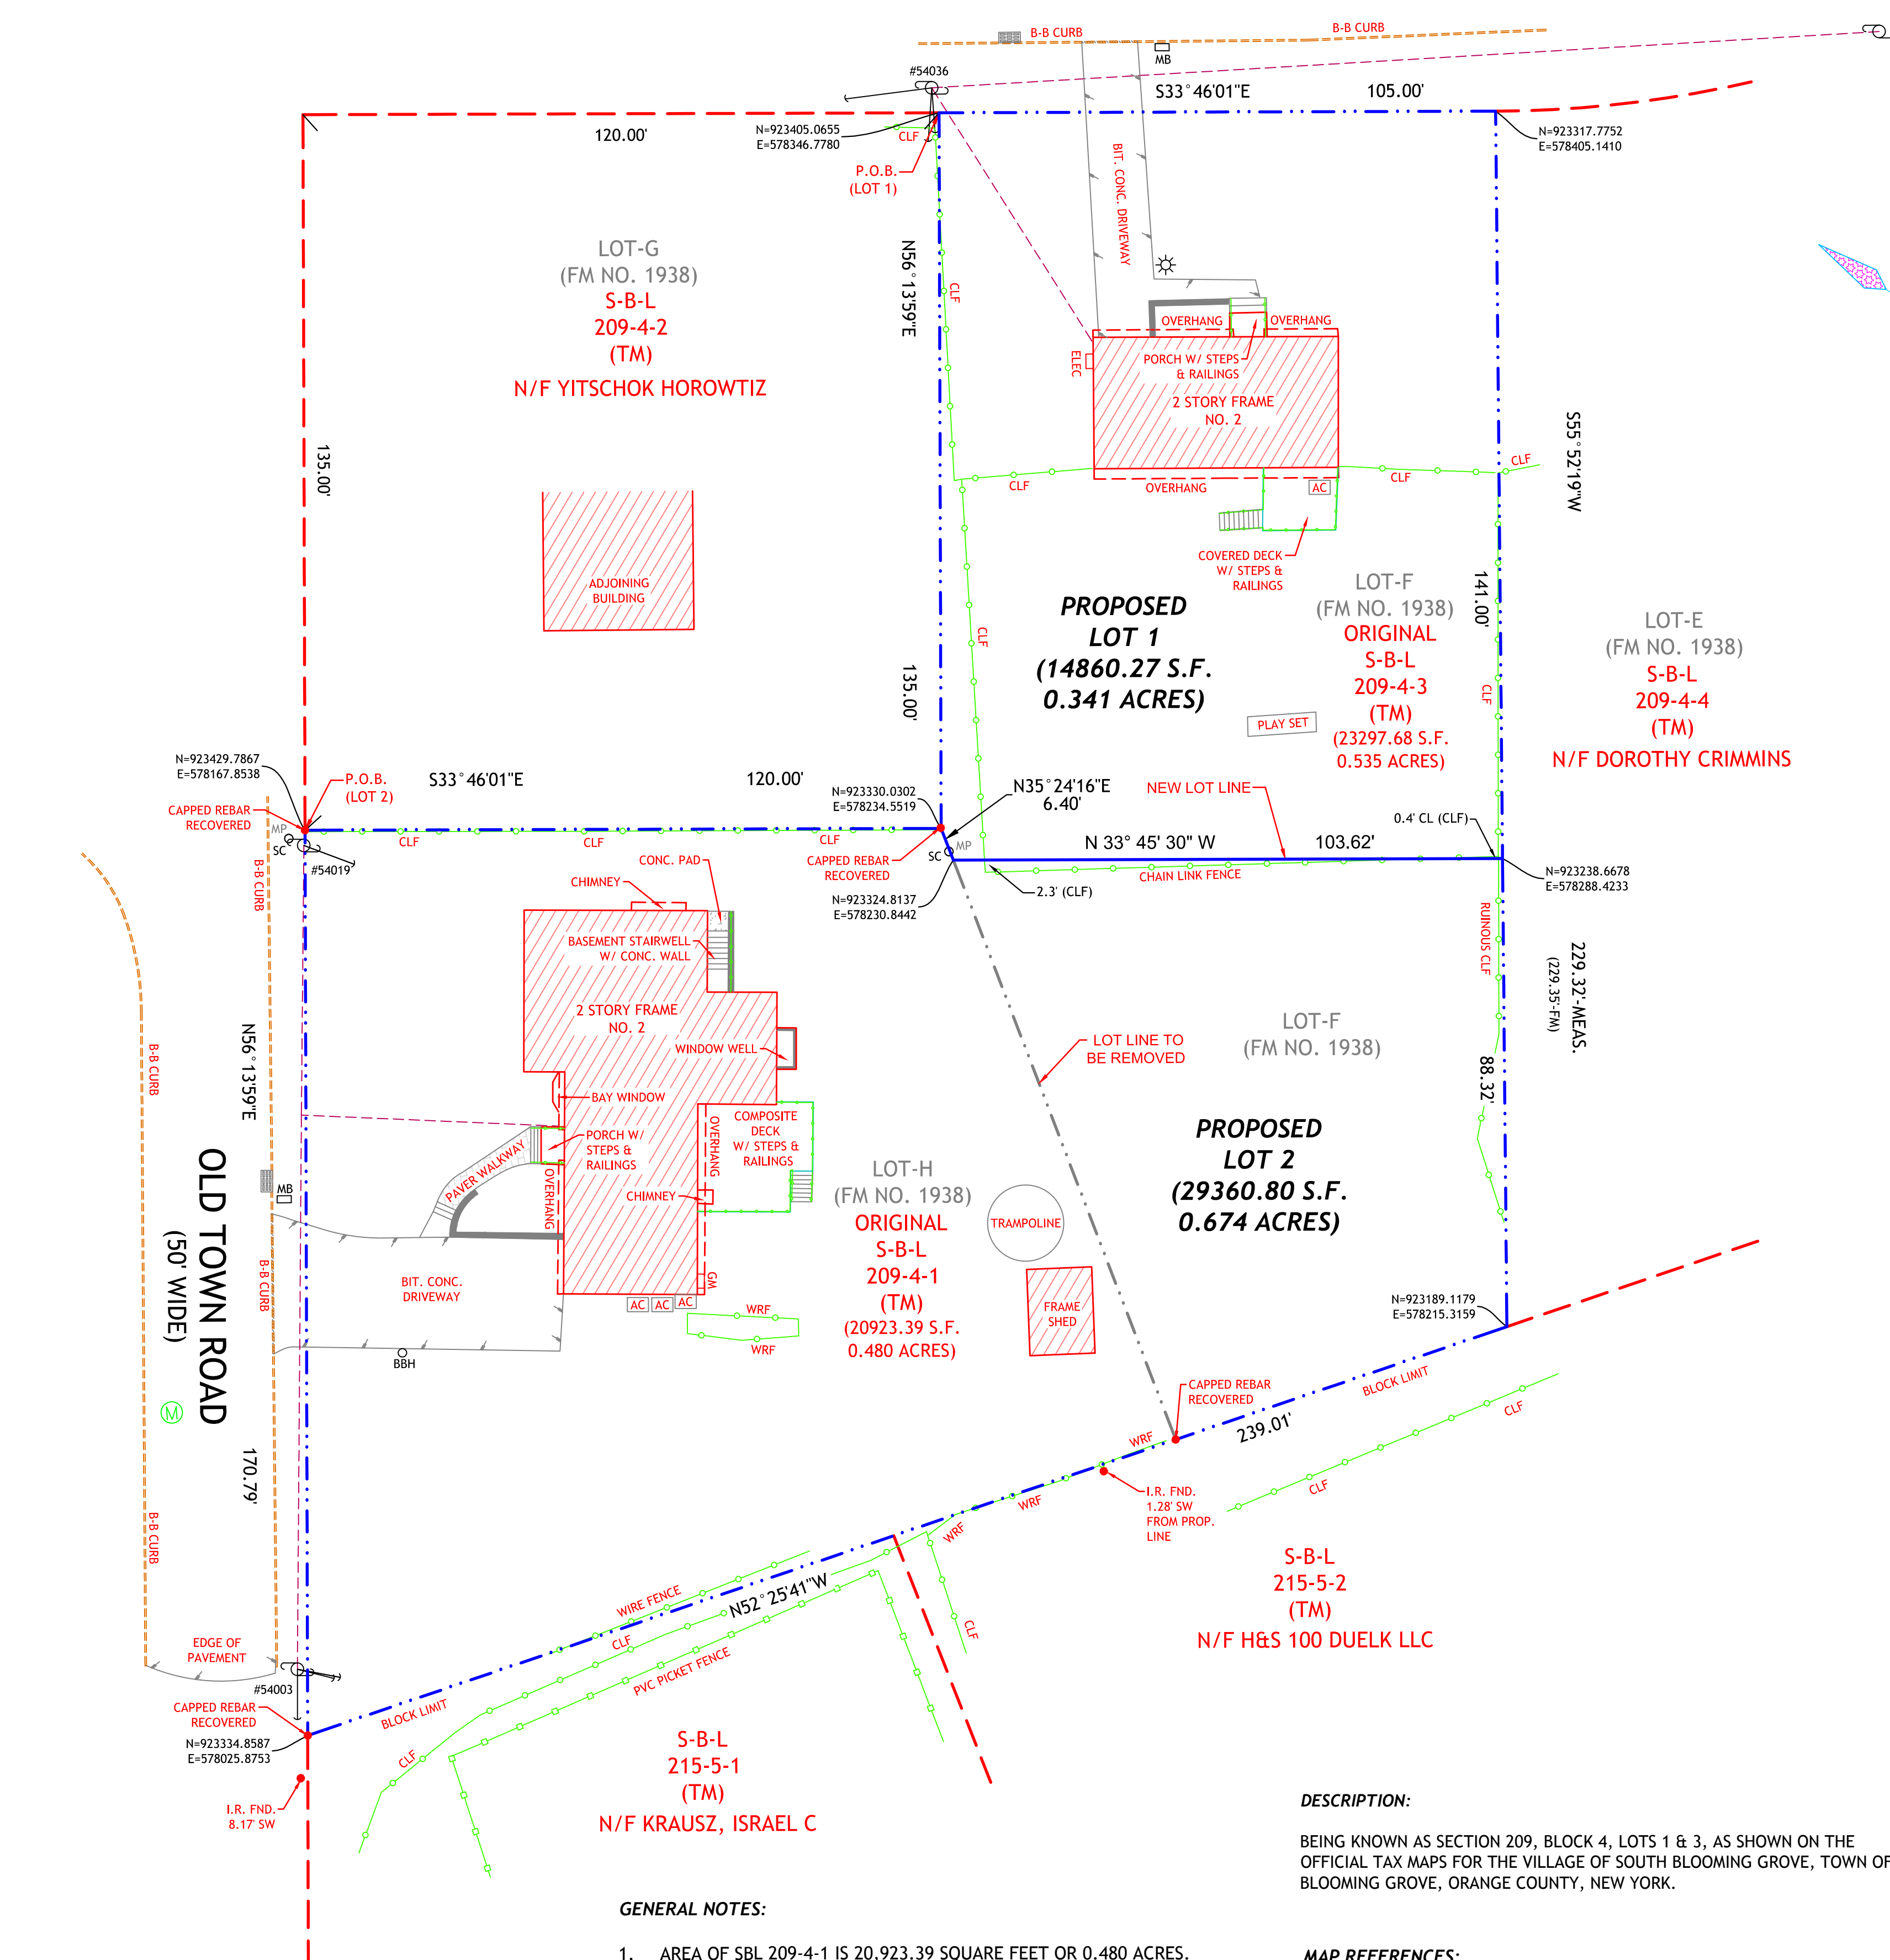 B-B CURB
B-B CURB
MB
#54036
S33°46'01"E
105.00'
120.00'
N=923405.0655
E=578346.7780
CLF
N=923317.7752
E=578405.1410
P.O.B.
(LOT 1)
BIT. CONC. DRIVEWAY
LOT-G
(FM NO. 1938)
S-B-L
209-4-2
(TM)
N/F YITSCHOK HOROWTIZ
N56°13'59"E
CLF
OVERHANG
OVERHANG
ELEC
PORCH W/ STEPS
& RAILINGS
2 STORY FRAME
NO. 2
135.00'
S55°52'19"W
CLF
OVERHANG
AC
CLF
CLF
COVERED DECK
W/ STEPS &
RAILINGS
ADJOINING
BUILDING
PROPOSED
LOT 1
(14860.27 S.F.
0.341 ACRES)
LOT-F
(FM NO. 1938)
ORIGINAL
S-B-L
209-4-3
(TM)
(23297.68 S.F.
0.535 ACRES)
141.00'
LOT-E
(FM NO. 1938)
S-B-L
209-4-4
(TM)
N/F DOROTHY CRIMMINS
CLF
135.00'
CLF
PLAY SET
N=923429.7867
E=578167.8538
P.O.B.
(LOT 2)
S33°46'01"E
120.00'
N=923330.0302
E=578234.5519
N35°24'16"E
6.40'
NEW LOT LINE
CAPPED REBAR
RECOVERED
MP
SC
#54019
CLF
CLF
CLF
0.4' CL (CLF)
CAPPED REBAR
RECOVERED
SC
MP
N 33°45' 30" W
103.62'
CHAIN LINK FENCE
2.3' (CLF)
N=923238.6678
E=578288.4233
N=923324.8137
E=578230.8442
B-B CURB
CONC. PAD
CHIMNEY
BASEMENT STAIRWELL
W/ CONC. WALL
2 STORY FRAME
NO. 2
WINDOW WELL
RUINOUS CLF
229.32'-MEAS.
(229.35'-FM)
LOT-F
(FM NO. 1938)
LOT LINE TO
BE REMOVED
N56°13'59"E
B-B CURB
BAY WINDOW
88.32'
PORCH W/
STEPS &
RAILINGS
OVERHANG
COMPOSITE
DECK
W/ STEPS &
RAILINGS
PROPOSED
LOT 2
(29360.80 S.F.
0.674 ACRES)
PAVER WALKWAY
OVERHANG
CHIMNEY
LOT-H
(FM NO. 1938)
ORIGINAL
S-B-L
209-4-1
(TM)
(20923.39 S.F.
0.480 ACRES)
TRAMPOLINE
MB
OLD TOWN ROAD
(50' WIDE)
B-B CURB
BIT. CONC.
DRIVEWAY
GM
AC
AC
AC
WRF
WRF
FRAME
SHED
BBH
N=923189.1179
E=578215.3159
M
CAPPED REBAR
RECOVERED
BLOCK LIMIT
239.01'
CLF
WRF
170.79'
B-B CURB
I.R. FND.
1.28' SW
FROM PROP.
LINE
CLF
WRF
WRF
S-B-L
215-5-2
(TM)
N/F H&S 100 DUELK LLC
WIRE FENCE
N52°25'41"W
CLF
PVC PICKET FENCE
CLF
EDGE OF
PAVEMENT
#54003
CAPPED REBAR
RECOVERED
N=923334.8587
E=578025.8753
BLOCK LIMIT
CLF
S-B-L
215-5-1
(TM)
N/F KRAUSZ, ISRAEL C
I.R. FND.
8.17' SW
DESCRIPTION:
BEING KNOWN AS SECTION 209, BLOCK 4, LOTS 1 & 3, AS SHOWN ON THE
OFFICIAL TAX MAPS FOR THE VILLAGE OF SOUTH BLOOMING GROVE, TOWN OF
BLOOMING GROVE, ORANGE COUNTY, NEW YORK.
GENERAL NOTES:
1. AREA OF SBL 209-4-1 IS 20,923.39 SQUARE FEET OR 0.480 ACRES.
MAP REFERENCES: